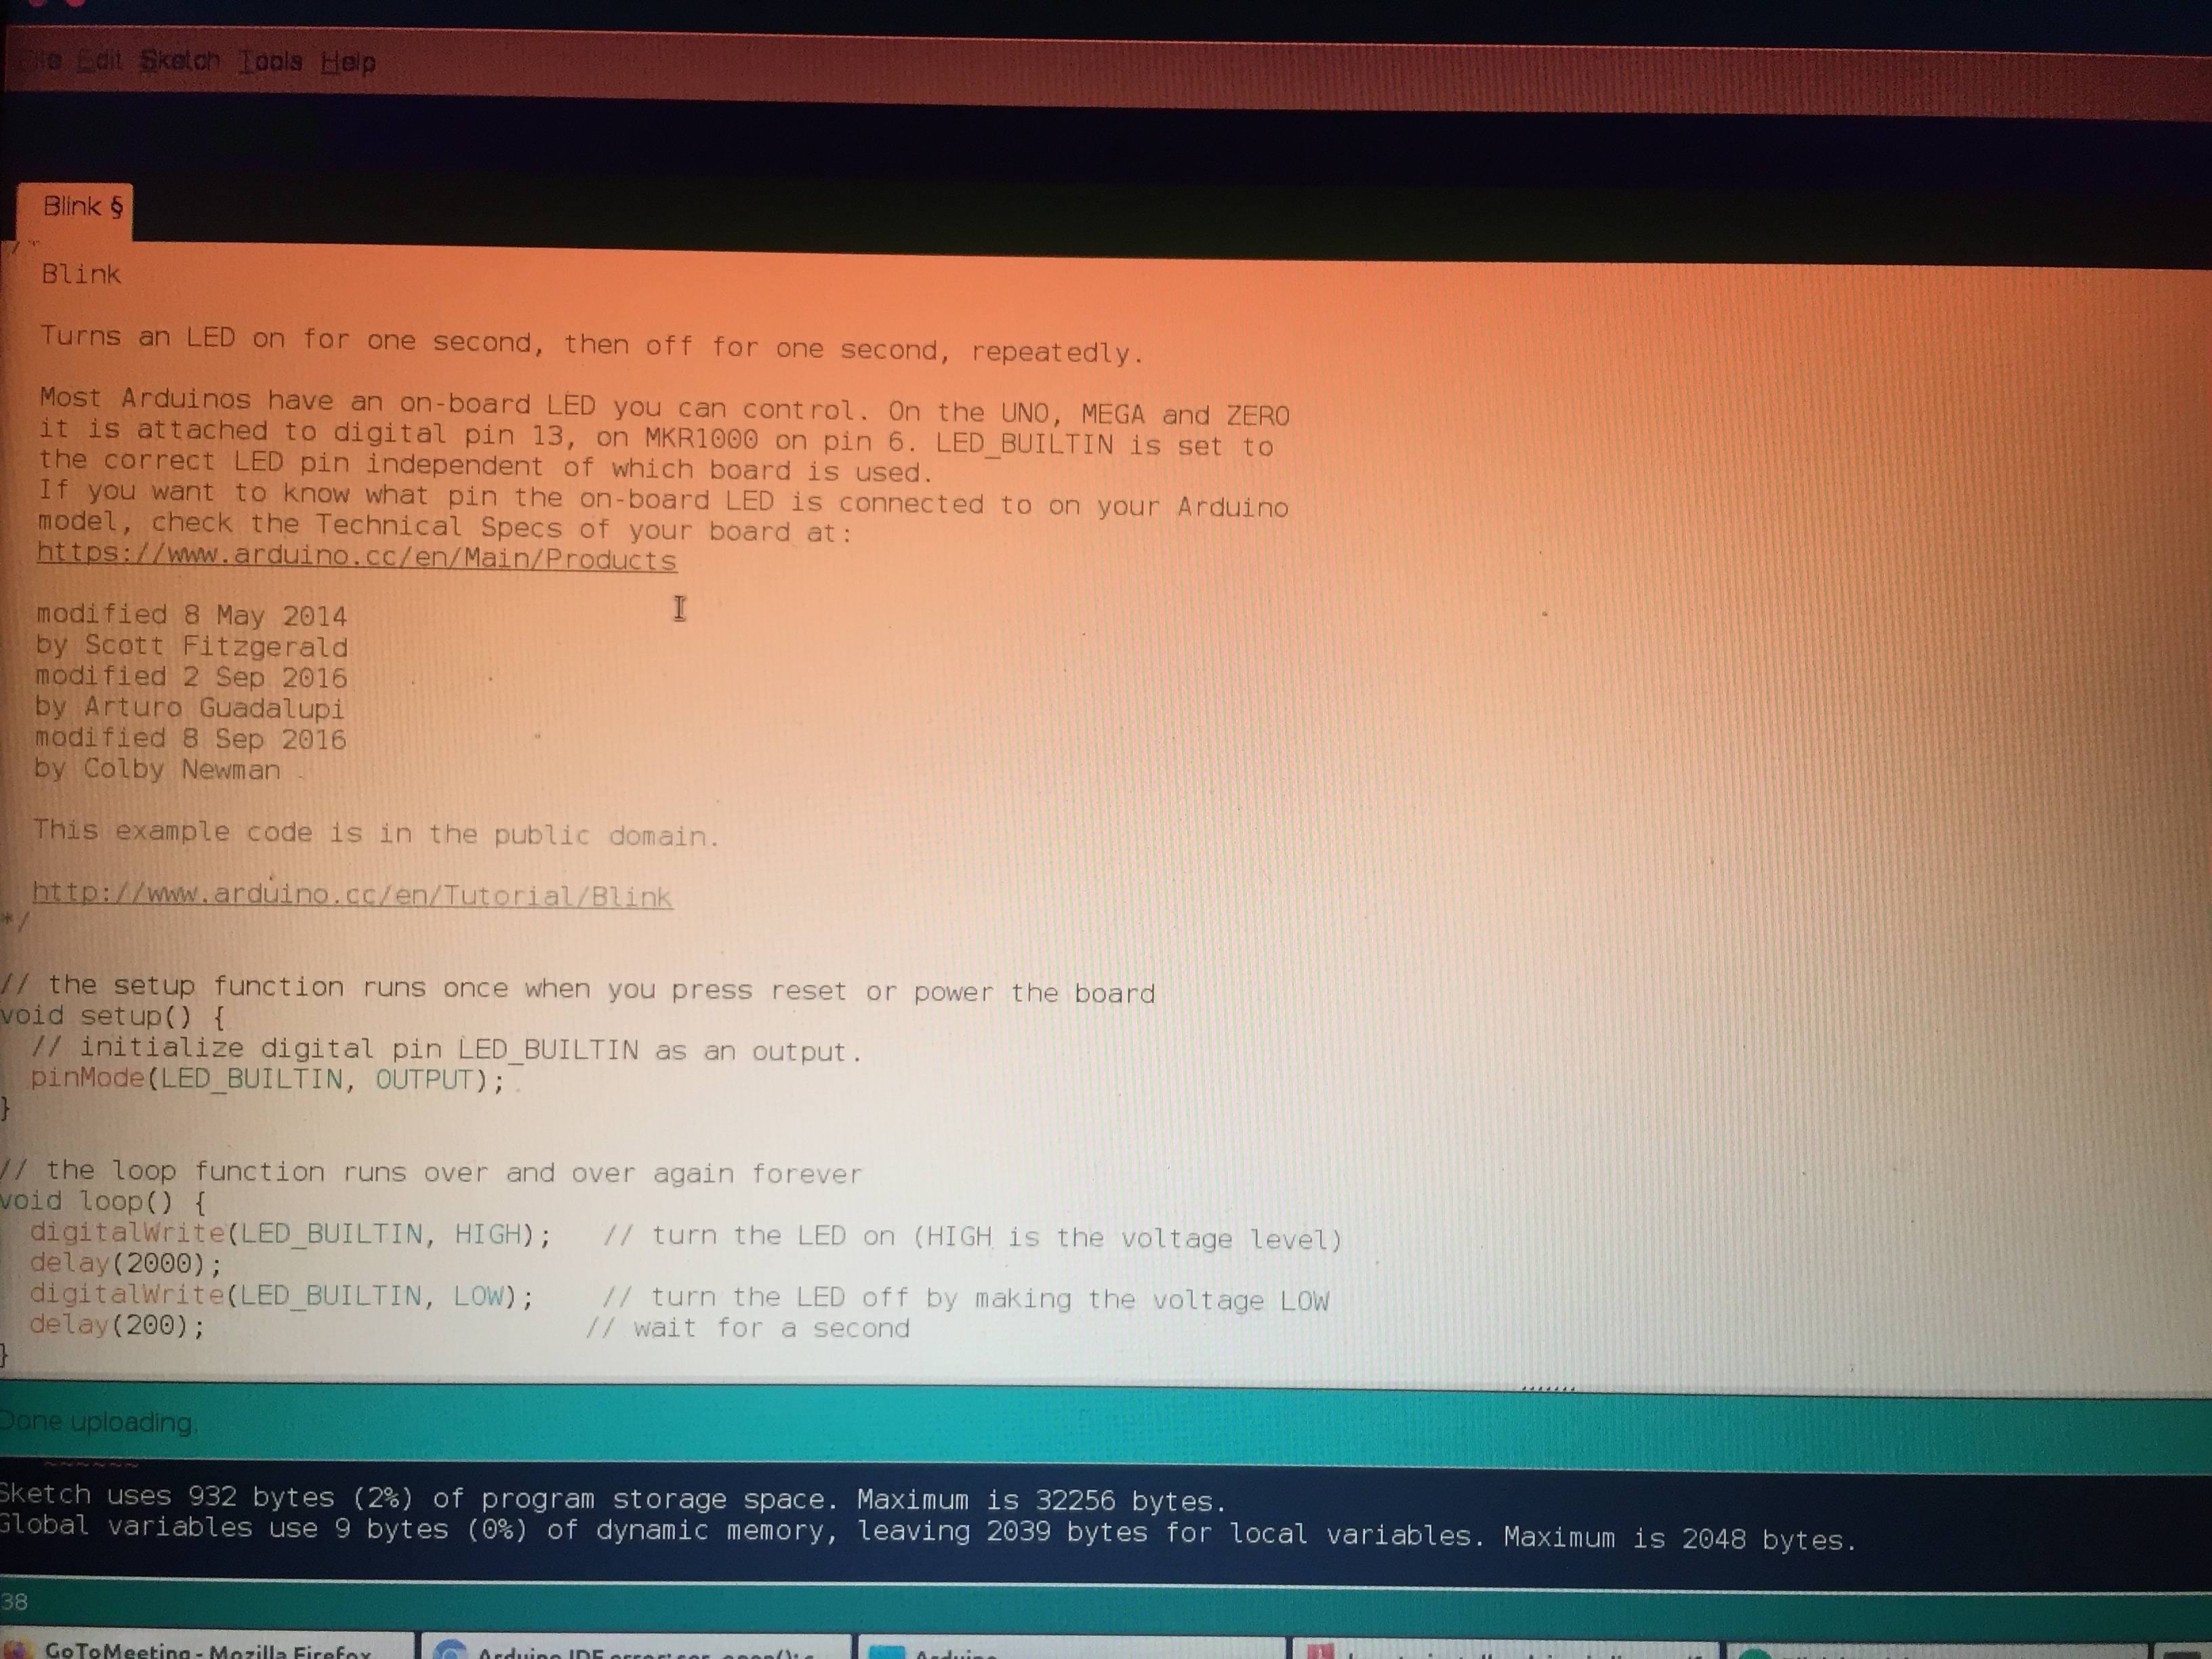 File Edit Sketch Tools Help
Blink §
/*
Blink
Turns an LED on for one second, then off for one second, repeatedly.
Most Arduinos have an on-board LED you can control. On the UNO, MEGA and ZERO
it is attached to digital pin 13, on MKR1000 on pin 6. LED_BUILTIN is set to
the correct LED pin independent of which board is used.
If you want to know what pin the on-board LED is connected to on your Arduino
model, check the Technical Specs of your board at:
https://www.arduino.cc/en/Main/Products
modified 8 May 2014
by Scott Fitzgerald
modified 2 Sep 2016
by Arturo Guadalupi
modified 8 Sep 2016
by Colby Newman
This example code is in the public domain.
http://www.arduino.cc/en/Tutorial/Blink
*/
// the setup function runs once when you press reset or power the board
void setup() {
// initialize digital pin LED_BUILTIN as an output.
pinMode(LED_BUILTIN, OUTPUT);
}
// the loop function runs over and over again forever
void loop() {
digitalWrite(LED_BUILTIN, HIGH); // turn the LED on (HIGH is the voltage level)
delay(2000);
digitalWrite(LED_BUILTIN, LOW); // turn the LED off by making the voltage LOW
delay(200); // wait for a second
}
Done uploading.
Sketch uses 932 bytes (2%) of program storage space. Maximum is 32256 bytes.
Global variables use 9 bytes (0%) of dynamic memory, leaving 2039 bytes for local variables. Maximum is 2048 bytes.
38
GoToMeeting - Mozilla Firefox Arduino IDE error: Arduino